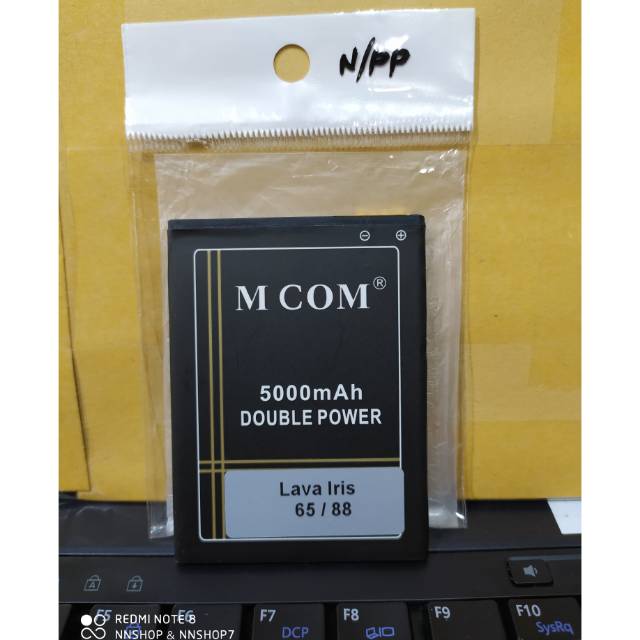 N/PP
M COM®
5000mAh
DOUBLE POWER
Lava Iris
65 / 88
F5 F6 F7 F8 F9 F10
DCP SysRq
REDMI NOTE 8
NNSHOP & NNSHOP7